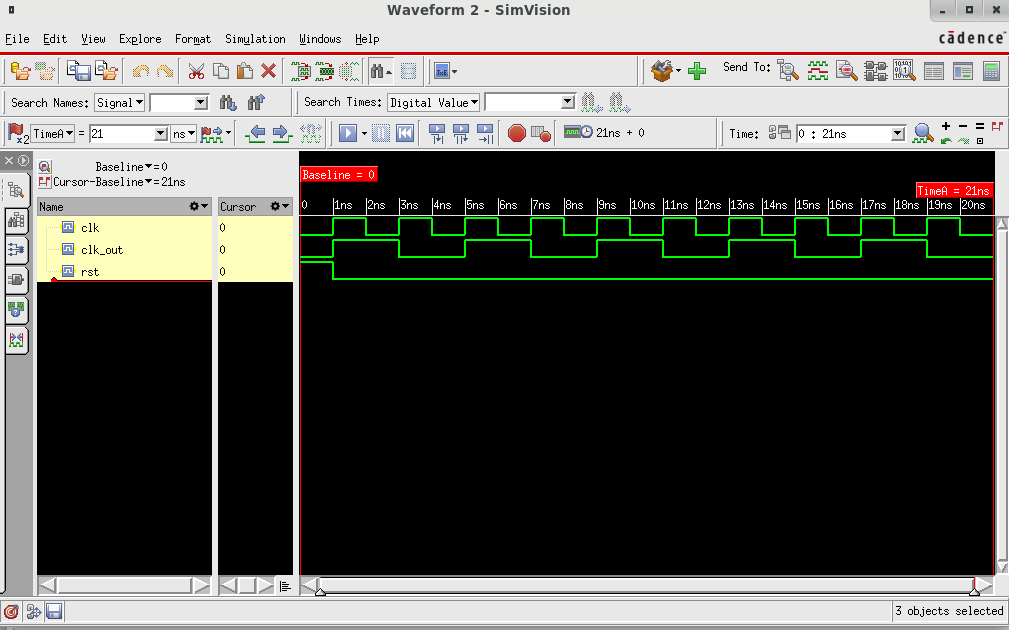 Waveform 2 - SimVision
File Edit View Explore Format Simulation Windows Help
cādence
Send To:
Search Names: Signal
Search Times: Digital Value
x2 TimeA = 21 ns
21ns + 0
Time: 0 : 21ns
Baseline = 0
Cursor-Baseline = 21ns
Baseline = 0
TimeA = 21ns
Name Cursor
0 1ns 2ns 3ns 4ns 5ns 6ns 7ns 8ns 9ns 10ns 11ns 12ns 13ns 14ns 15ns 16ns 17ns 18ns 19ns 20ns
clk 0
clk_out 0
rst 0
3 objects selected